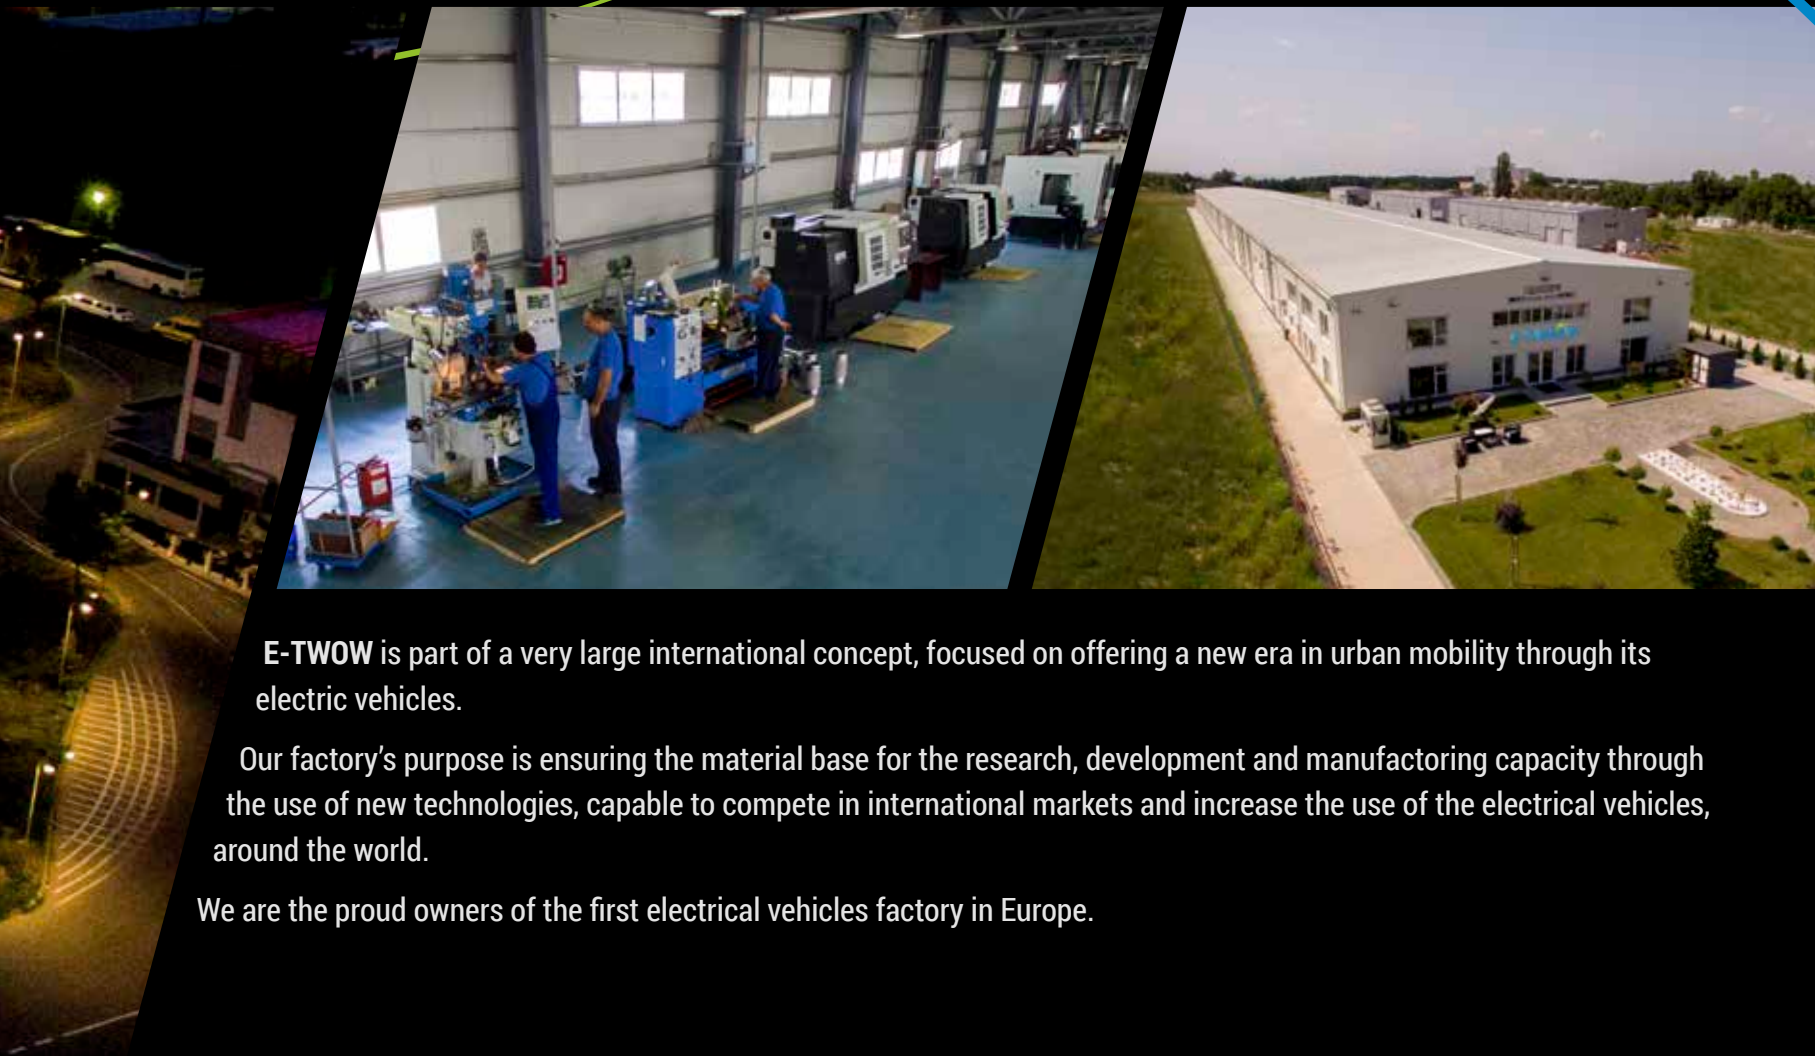 E-TWOW
E-TWOW is part of a very large international concept, focused on offering a new era in urban mobility through its
electric vehicles.
Our factory’s purpose is ensuring the material base for the research, development and manufactoring capacity through
the use of new technologies, capable to compete in international markets and increase the use of the electrical vehicles,
around the world.
We are the proud owners of the first electrical vehicles factory in Europe.